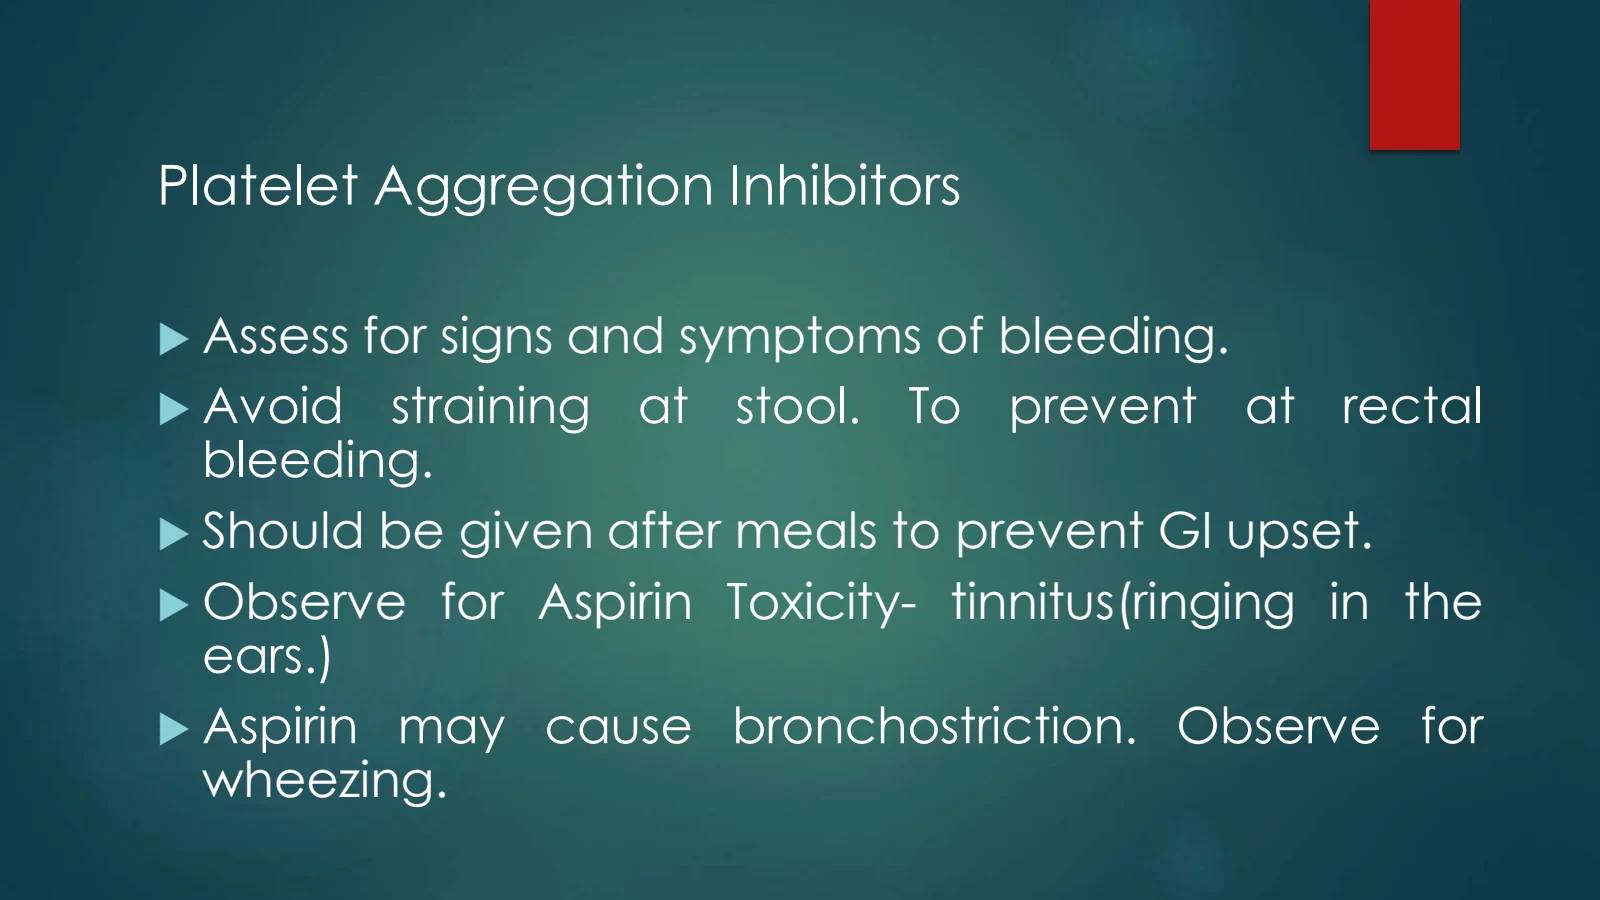 Platelet Aggregation Inhibitors
Assess for signs and symptoms of bleeding.
Avoid straining at stool. To prevent at rectal
bleeding.
Should be given after meals to prevent GI upset.
Observe for Aspirin Toxicity- tinnitus(ringing in the
ears.)
Aspirin may cause bronchostriction. Observe for
wheezing.